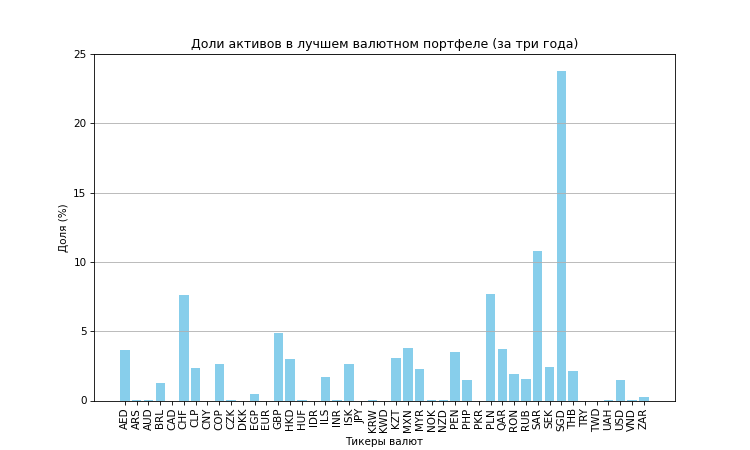 Доли активов в лучшем валютном портфеле (за три года)
Доля (%)
25
20
15
10
5
0
AED
ARS
AUD
BRL
CAD
CHF
CLP
CNY
COP
CZK
DKK
EGP
EUR
GBP
HKD
HUF
IDR
ILS
INR
ISK
JPY
KRW
KWD
KZT
MXN
MYR
NOK
NZD
PEN
PHP
PKR
PLN
QAR
RON
RUB
SAR
SEK
SGD
THB
TRY
TWD
UAH
USD
VND
ZAR
Тикеры валют